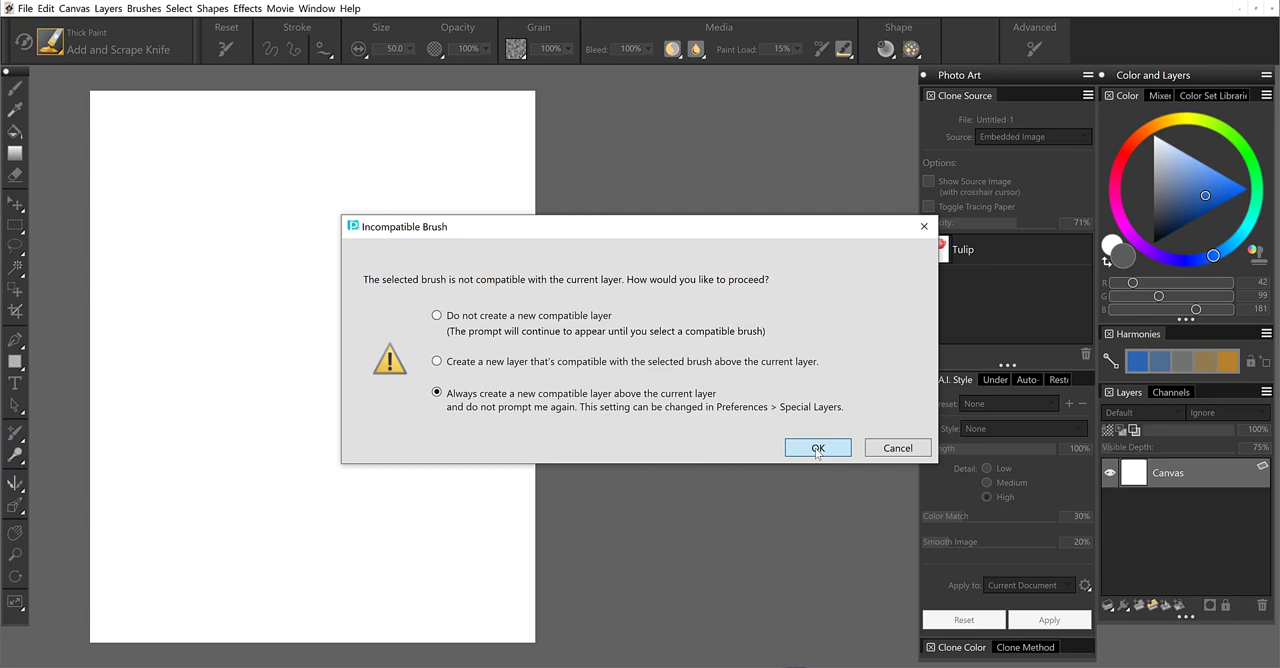 File Edit Canvas Layers Brushes Select Shapes Effects Movie Window Help
Thick Paint
Add and Scrape Knife
Reset
Stroke
Size
50.0
Opacity
100%
Grain
100%
Media
Bleed: 100%
Paint Load: 15%
Shape
Advanced
Photo Art
Clone Source
File: Untitled-1
Source: Embedded Image
Options:
Show Source Image
(with crosshair cursor)
Toggle Tracing Paper
71%
Tulip
Color and Layers
Color Mixer Color Set Librari
R 42
G 99
B 181
Harmonies
Layers Channels
Default Ignore
100%
Visible Depth: 75%
Canvas
Incompatible Brush
The selected brush is not compatible with the current layer. How would you like to proceed?
Do not create a new compatible layer
(The prompt will continue to appear until you select a compatible brush)
Create a new layer that's compatible with the selected brush above the current layer.
Always create a new compatible layer above the current layer
and do not prompt me again. This setting can be changed in Preferences > Special Layers.
OK Cancel
A.I. Style Under Auto- Resto
None
Style: None
100%
Detail: Low
Medium
High
Color Match 30%
Smooth Image 20%
Apply to: Current Document
Reset Apply
Clone Color Clone Method